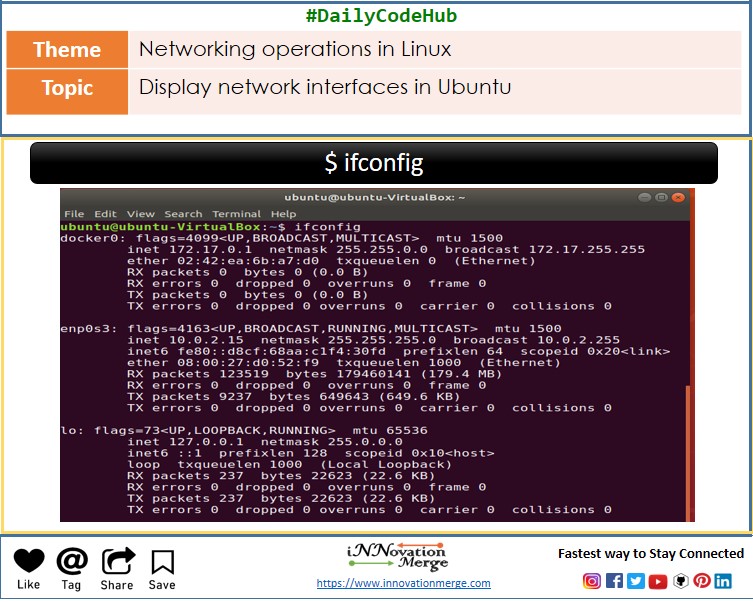 #DailyCodeHub
Theme
Networking operations in Linux
Topic
Display network interfaces in Ubuntu
$ ifconfig
ubuntu@ubuntu-VirtualBox: ~
File Edit View Search Terminal Help
ubuntu@ubuntu-VirtualBox:~$ ifconfig
docker0: flags=4099<UP,BROADCAST,MULTICAST> mtu 1500
inet 172.17.0.1 netmask 255.255.0.0 broadcast 172.17.255.255
ether 02:42:ea:6b:a7:d0 txqueuelen 0 (Ethernet)
RX packets 0 bytes 0 (0.0 B)
RX errors 0 dropped 0 overruns 0 frame 0
TX packets 0 bytes 0 (0.0 B)
TX errors 0 dropped 0 overruns 0 carrier 0 collisions 0
enp0s3: flags=4163<UP,BROADCAST,RUNNING,MULTICAST> mtu 1500
inet 10.0.2.15 netmask 255.255.255.0 broadcast 10.0.2.255
inet6 fe80::d8cf:68aa:c1f4:30fd prefixlen 64 scopeid 0x20<link>
ether 08:00:27:d0:52:f9 txqueuelen 1000 (Ethernet)
RX packets 123519 bytes 179460141 (179.4 MB)
RX errors 0 dropped 0 overruns 0 frame 0
TX packets 9237 bytes 649643 (649.6 KB)
TX errors 0 dropped 0 overruns 0 carrier 0 collisions 0
lo: flags=73<UP,LOOPBACK,RUNNING> mtu 65536
inet 127.0.0.1 netmask 255.0.0.0
inet6 ::1 prefixlen 128 scopeid 0x10<host>
loop txqueuelen 1000 (Local Loopback)
RX packets 237 bytes 22623 (22.6 KB)
RX errors 0 dropped 0 overruns 0 frame 0
TX packets 237 bytes 22623 (22.6 KB)
TX errors 0 dropped 0 overruns 0 carrier 0 collisions 0
Like
Tag
Share
Save
iNNovation
Merge
https://www.innovationmerge.com
Fastest way to Stay Connected